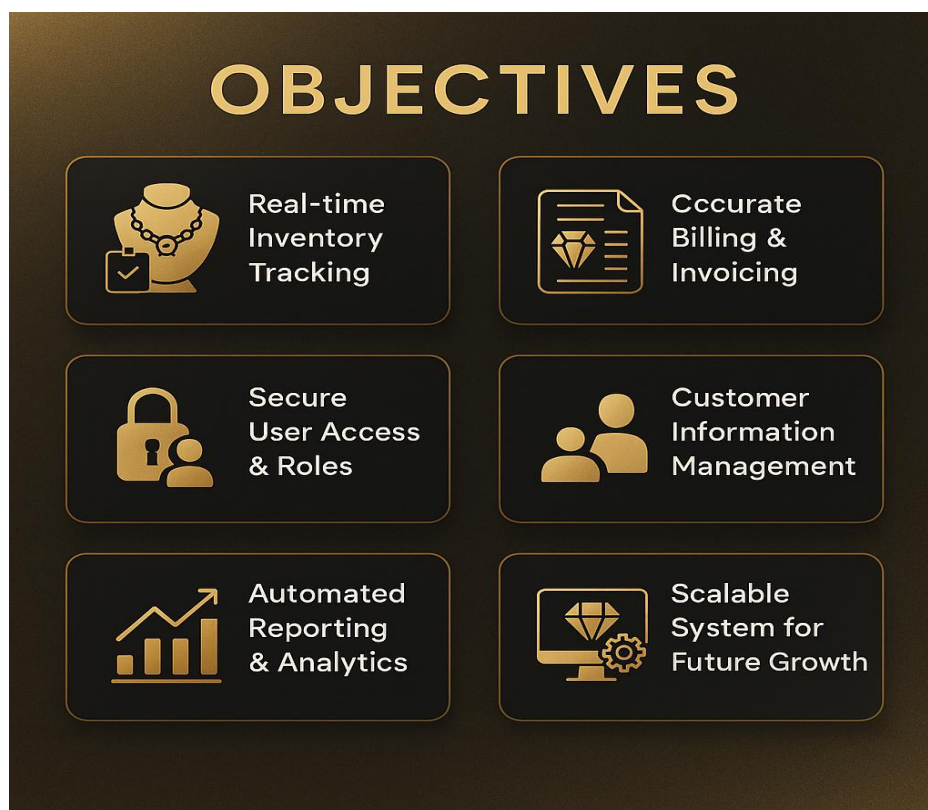 OBJECTIVES
Real-time
Inventory
Tracking
Cccurate
Billing &
Invoicing
Secure
User Access
& Roles
Customer
Information
Management
Automated
Reporting
& Analytics
Scalable
System for
Future Growth